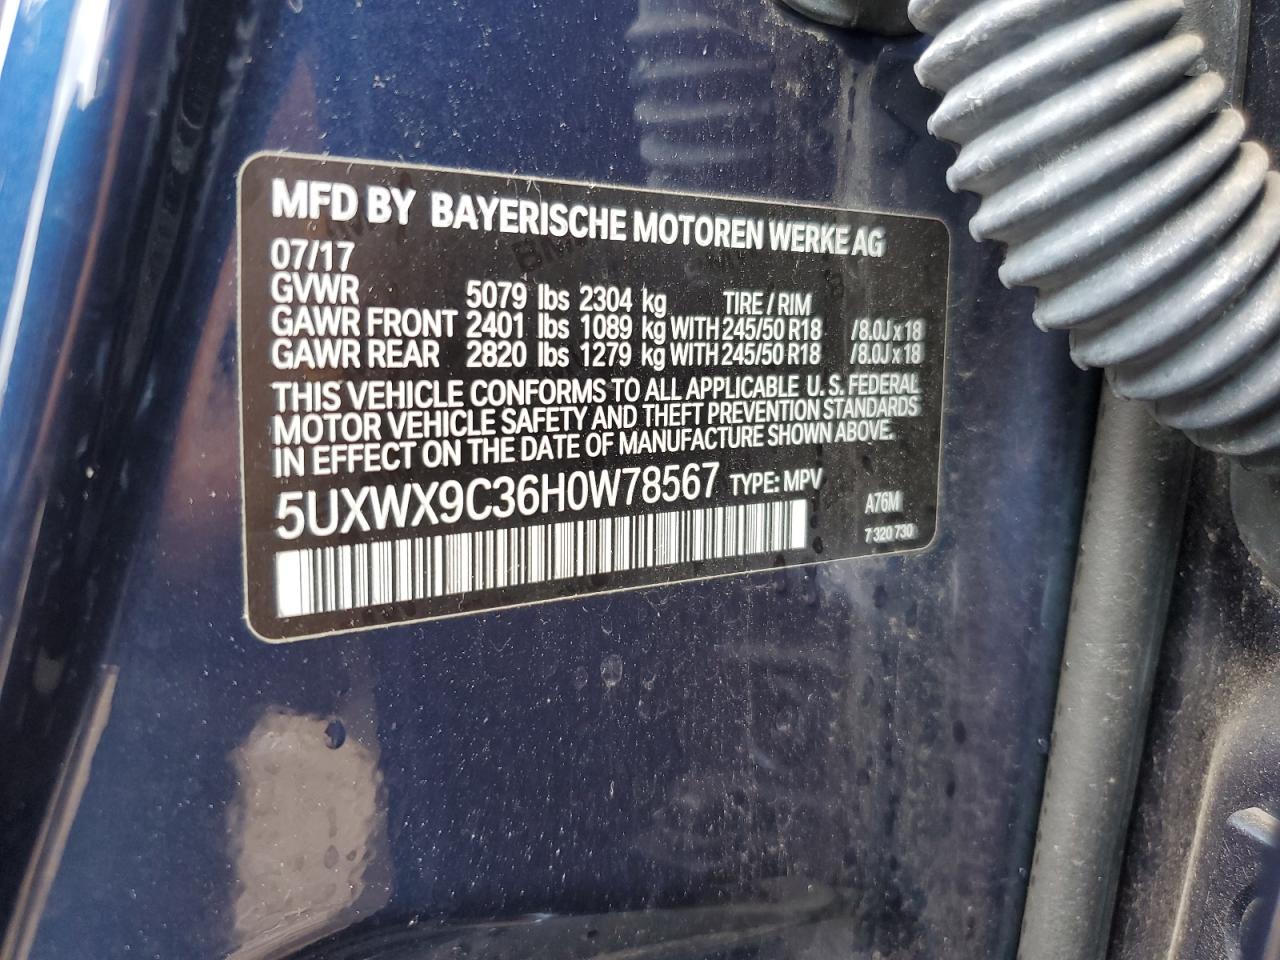 MFD BY BAYERISCHE MOTOREN WERKE AG
07/17
GVWR 5079 lbs 2304 kg TIRE / RIM
GAWR FRONT 2401 lbs 1089 kg WITH 245/50 R18 /8.0J x 18
GAWR REAR 2820 lbs 1279 kg WITH 245/50 R18 /8.0J x 18
THIS VEHICLE CONFORMS TO ALL APPLICABLE U. S. FEDERAL
MOTOR VEHICLE SAFETY AND THEFT PREVENTION STANDARDS
IN EFFECT ON THE DATE OF MANUFACTURE SHOWN ABOVE.
5UXWX9C36H0W78567 TYPE: MPV
A76M
7 320 730